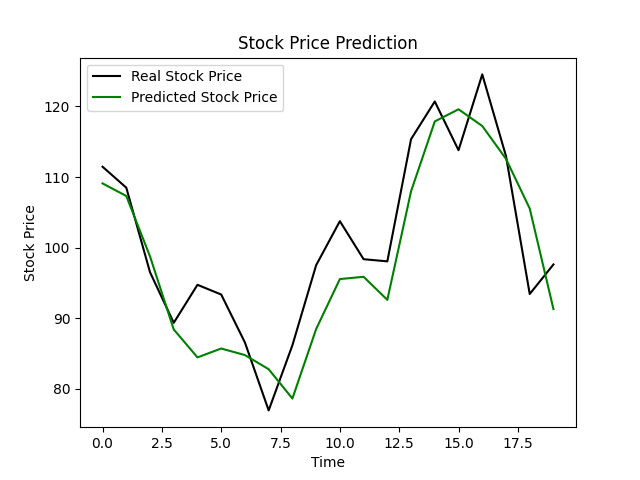 Stock Price Prediction
Real Stock Price
Predicted Stock Price
Stock Price
120
110
100
90
80
0.0 2.5 5.0 7.5 10.0 12.5 15.0 17.5
Time